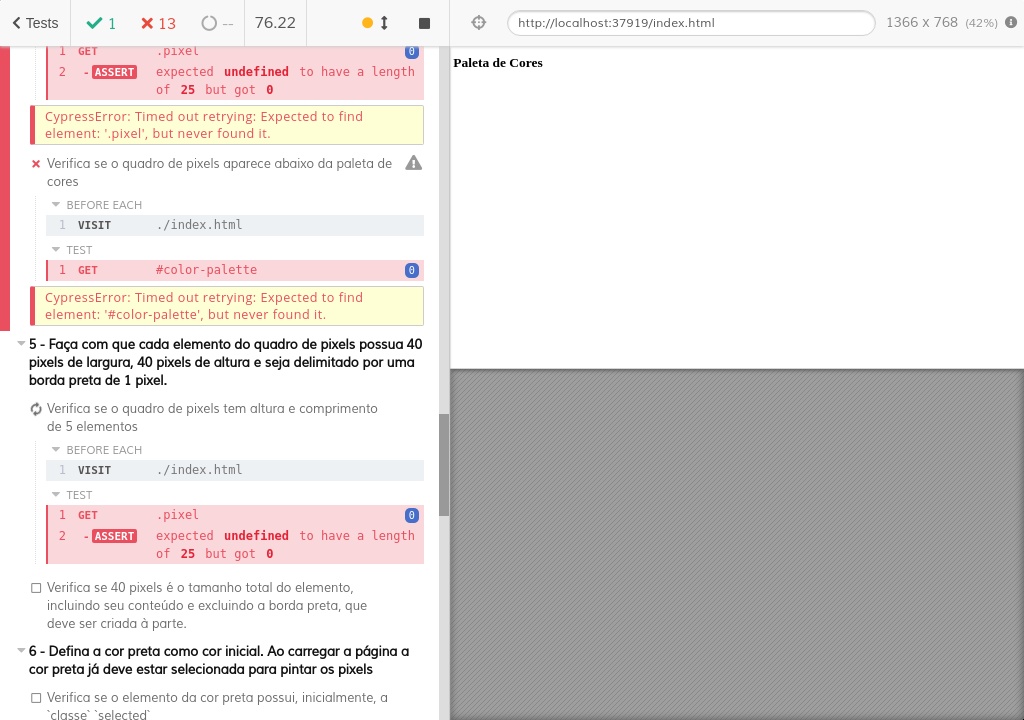 Tests
1
13
--
76.22
http://localhost:37919/index.html
1366 x 768 (42%)
1 GET .pixel 0
2 -ASSERT expected undefined to have a length
of 25 but got 0
CypressError: Timed out retrying: Expected to find
element: '.pixel', but never found it.
Verifica se o quadro de pixels aparece abaixo da paleta de
cores
BEFORE EACH
1 VISIT ./index.html
TEST
1 GET #color-palette 0
CypressError: Timed out retrying: Expected to find
element: '#color-palette', but never found it.
5 - Faça com que cada elemento do quadro de pixels possua 40
pixels de largura, 40 pixels de altura e seja delimitado por uma
borda preta de 1 pixel.
Verifica se o quadro de pixels tem altura e comprimento
de 5 elementos
BEFORE EACH
1 VISIT ./index.html
TEST
1 GET .pixel 0
2 -ASSERT expected undefined to have a length
of 25 but got 0
Verifica se 40 pixels é o tamanho total do elemento,
incluindo seu conteúdo e excluindo a borda preta, que
deve ser criada à parte.
6 - Defina a cor preta como cor inicial. Ao carregar a página a
cor preta já deve estar selecionada para pintar os pixels
Verifica se o elemento da cor preta possui, inicialmente, a
`classe` `selected`
Paleta de Cores